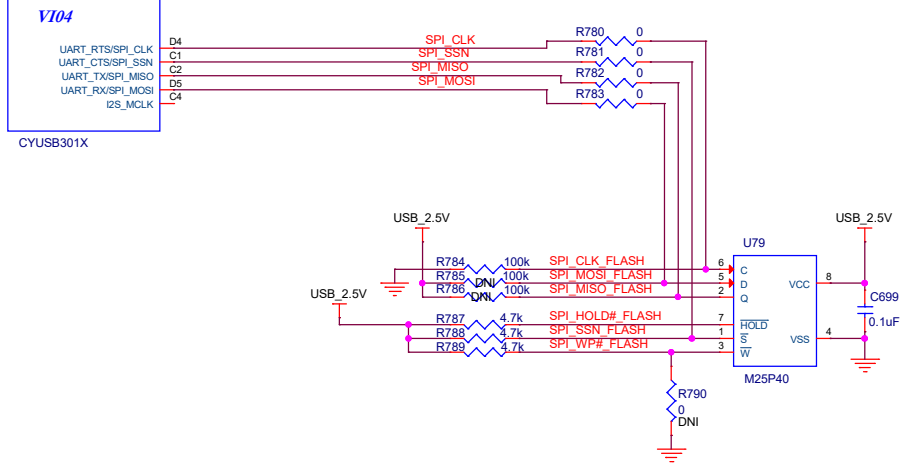 VI04
D4
UART_RTS/SPI_CLK
C1
UART_CTS/SPI_SSN
C2
UART_TX/SPI_MISO
D5
UART_RX/SPI_MOSI
C4
I2S_MCLK
CYUSB301X
SPI_CLK
SPI_SSN
SPI_MISO
SPI_MOSI
R780 0
R781 0
R782 0
R783 0
USB_2.5V
R784 100k SPI_CLK_FLASH
R785 DNI 100k SPI_MOSI_FLASH
R786 DNI 100k SPI_MISO_FLASH
USB_2.5V
R787 4.7k SPI_HOLD#_FLASH
R788 4.7k SPI_SSN_FLASH
R789 4.7k SPI_WP#_FLASH
R790
0
DNI
USB_2.5V
U79
6 C
5 D
2 Q
7 HOLD
1 S
3 W
VCC 8
VSS 4
M25P40
C699
0.1uF